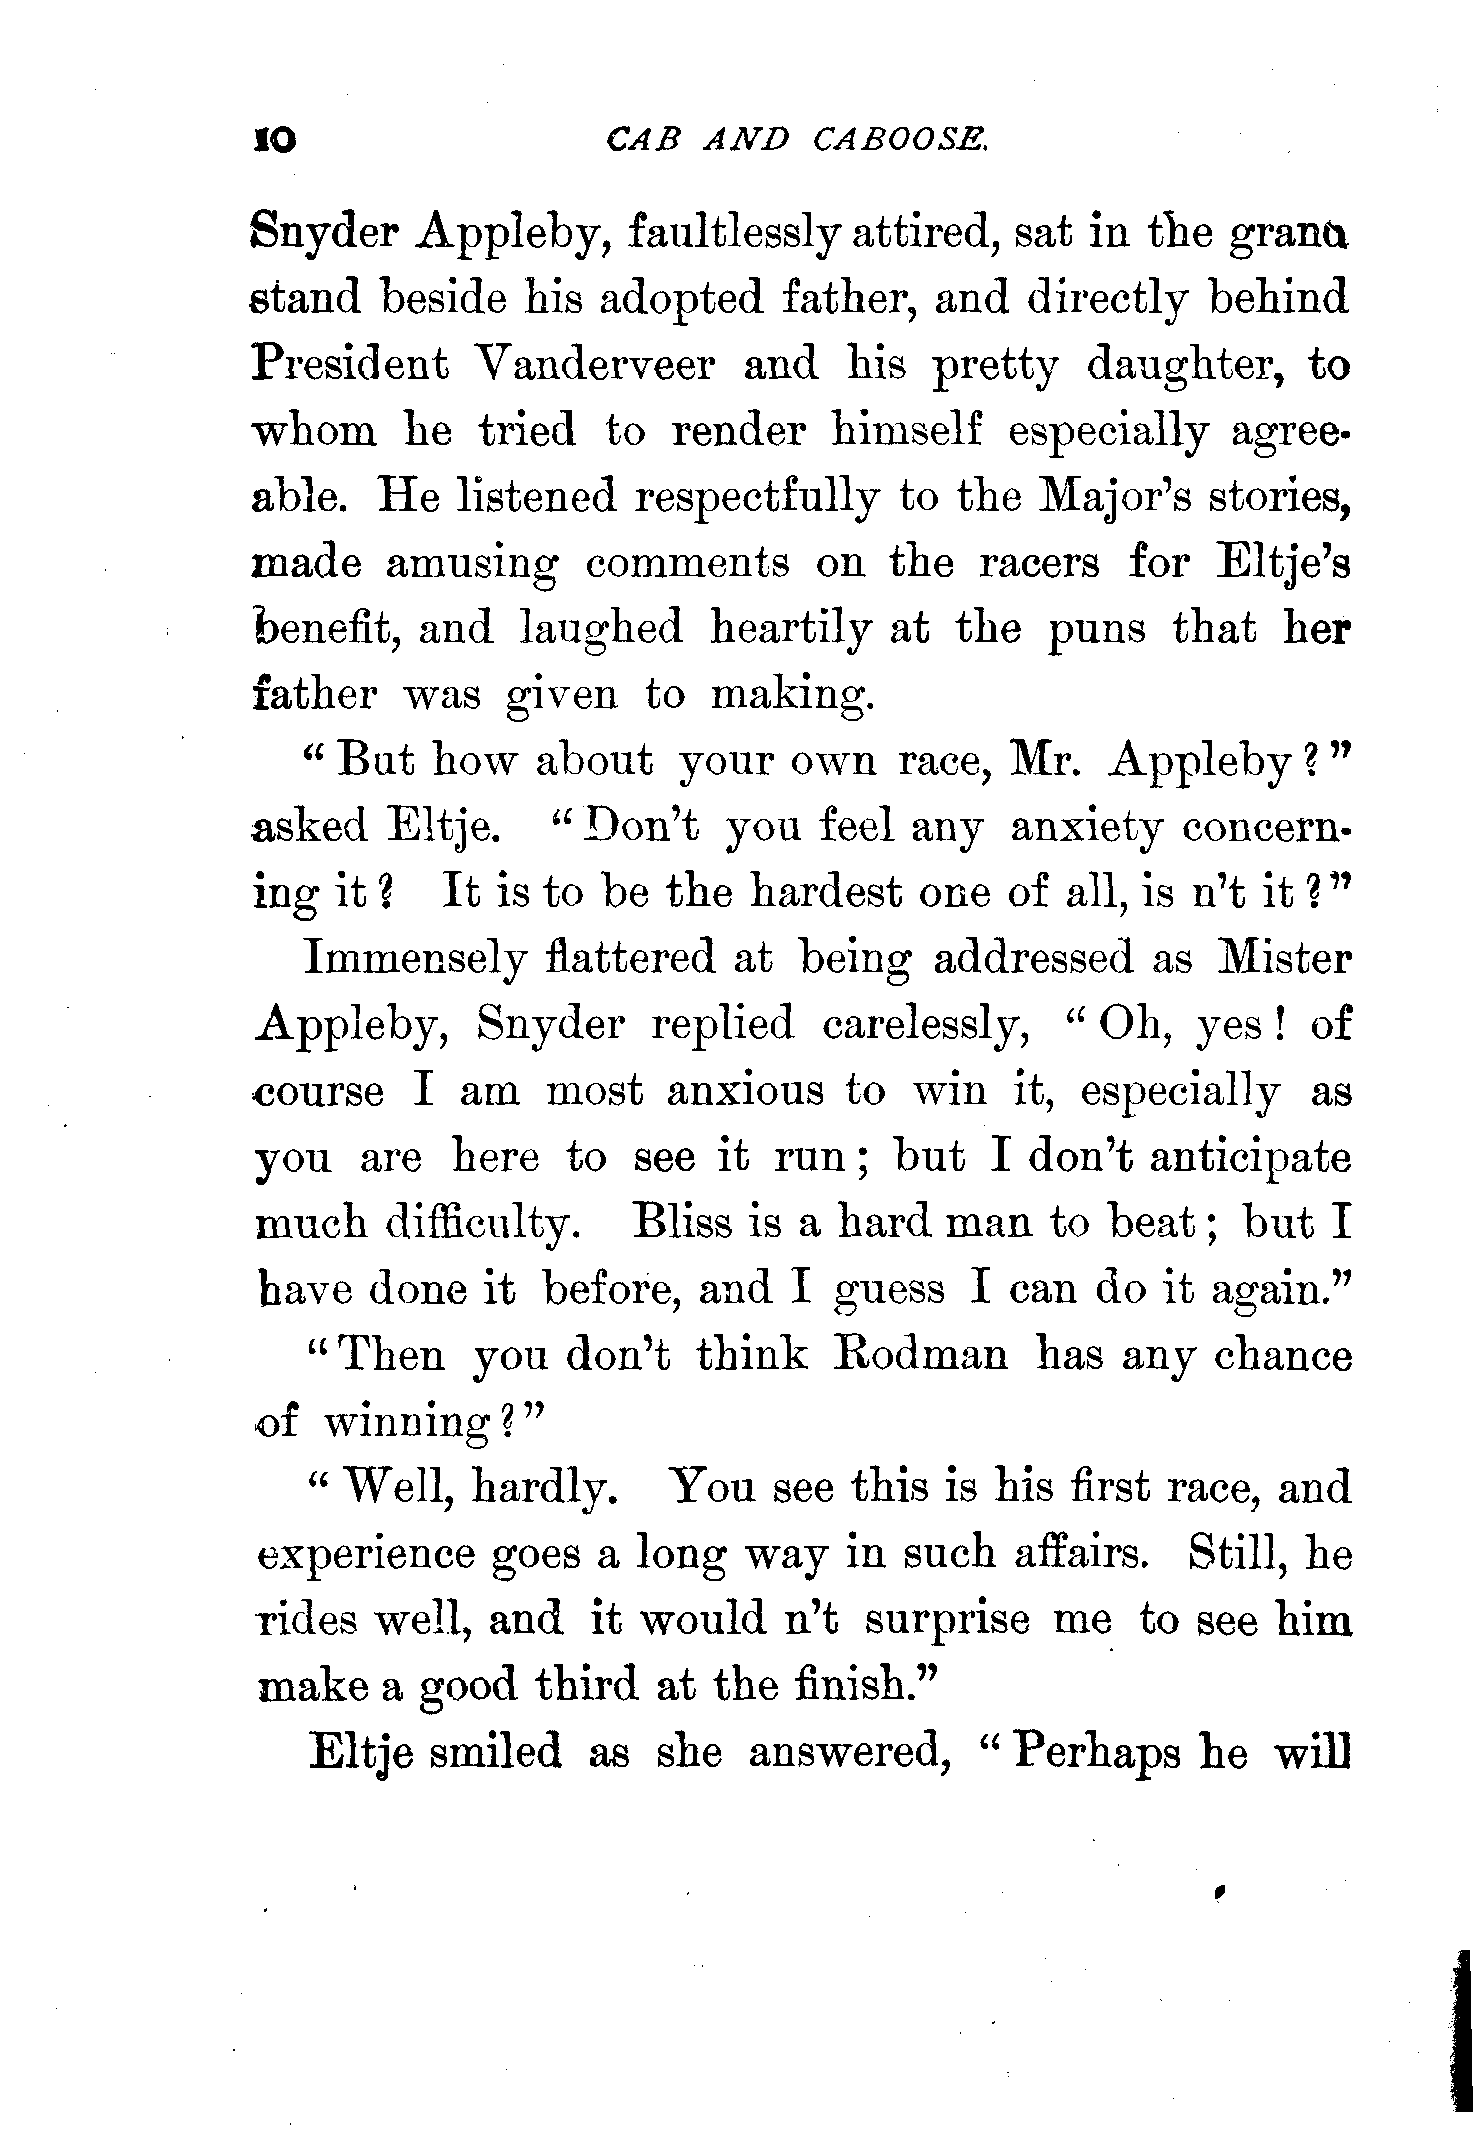 10 CAB AND CABOOSE.
Snyder Appleby, faultlessly attired, sat in the grand
stand beside his adopted father, and directly behind
President Vanderveer and his pretty daughter, to
whom he tried to render himself especially agree-
able. He listened respectfully to the Major's stories,
made amusing comments on the racers for Eltje's
benefit, and laughed heartily at the puns that her
father was given to making.
" But how about your own race, Mr. Appleby ? "
asked Eltje. " Don't you feel any anxiety concern-
ing it ? It is to be the hardest one of all, is n't it ? "
Immensely flattered at being addressed as Mister
Appleby, Snyder replied carelessly, " Oh, yes ! of
course I am most anxious to win it, especially as
you are here to see it run ; but I don't anticipate
much difficulty. Bliss is a hard man to beat ; but I
have done it before, and I guess I can do it again."
" Then you don't think Rodman has any chance
of winning ? "
" Well, hardly. You see this is his first race, and
experience goes a long way in such affairs. Still, he
rides well, and it would n't surprise me to see him
make a good third at the finish."
Eltje smiled as she answered, " Perhaps he will